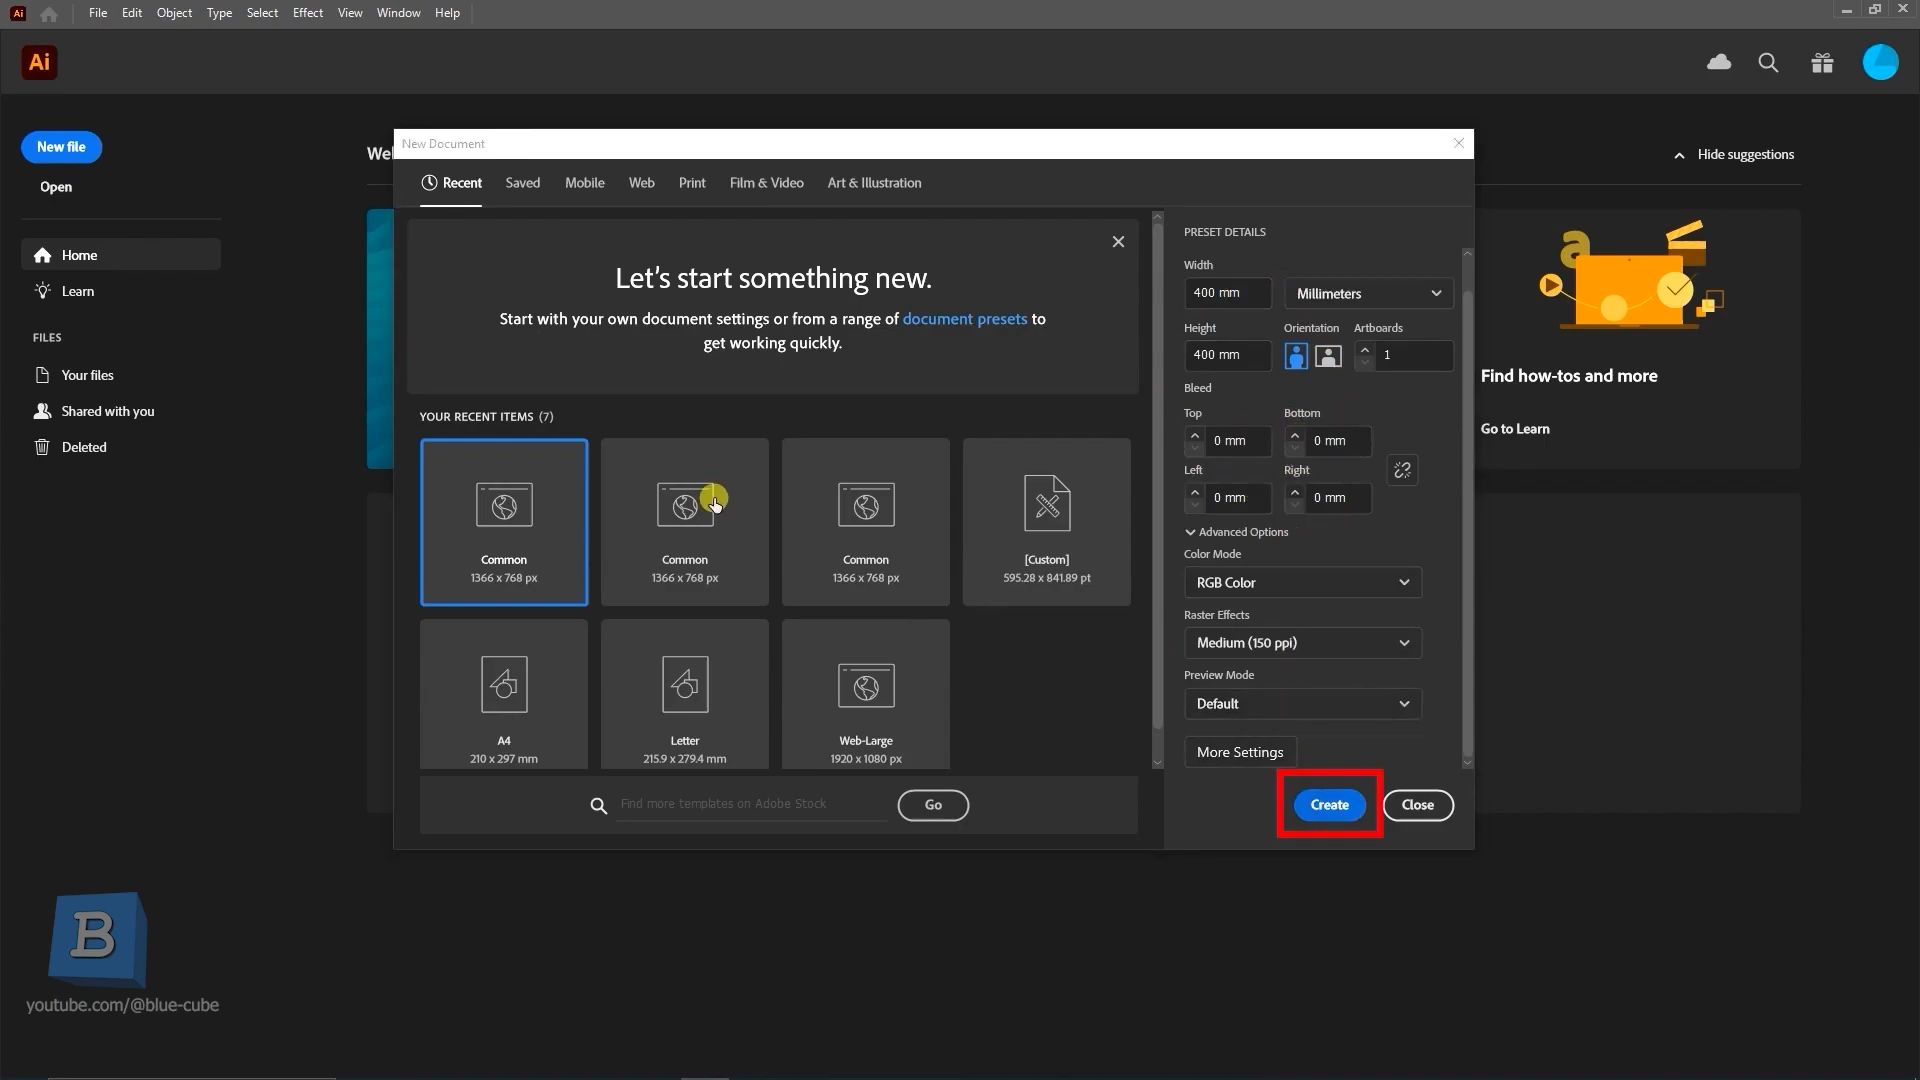 Ai File Edit Object Type Select Effect View Window Help
Ai
New file
Open
Home
Learn
FILES
Your files
Shared with you
Deleted
Hide suggestions
New Document
Recent Saved Mobile Web Print Film & Video Art & Illustration
Let's start something new.
Start with your own document settings or from a range of document presets to
get working quickly.
YOUR RECENT ITEMS (7)
Common
1366 x 768 px
Common
1366 x 768 px
Common
1366 x 768 px
[Custom]
595.28 x 841.89 pt
A4
210 x 297 mm
Letter
215.9 x 279.4 mm
Web-Large
1920 x 1080 px
Find more templates on Adobe Stock
Go
PRESET DETAILS
Width
400 mm Millimeters
Height Orientation Artboards
400 mm 1
Bleed
Top Bottom
0 mm 0 mm
Left Right
0 mm 0 mm
Advanced Options
Color Mode
RGB Color
Raster Effects
Medium (150 ppi)
Preview Mode
Default
More Settings
Create Close
a
Find how-tos and more
Go to Learn
B
youtube.com/@blue-cube